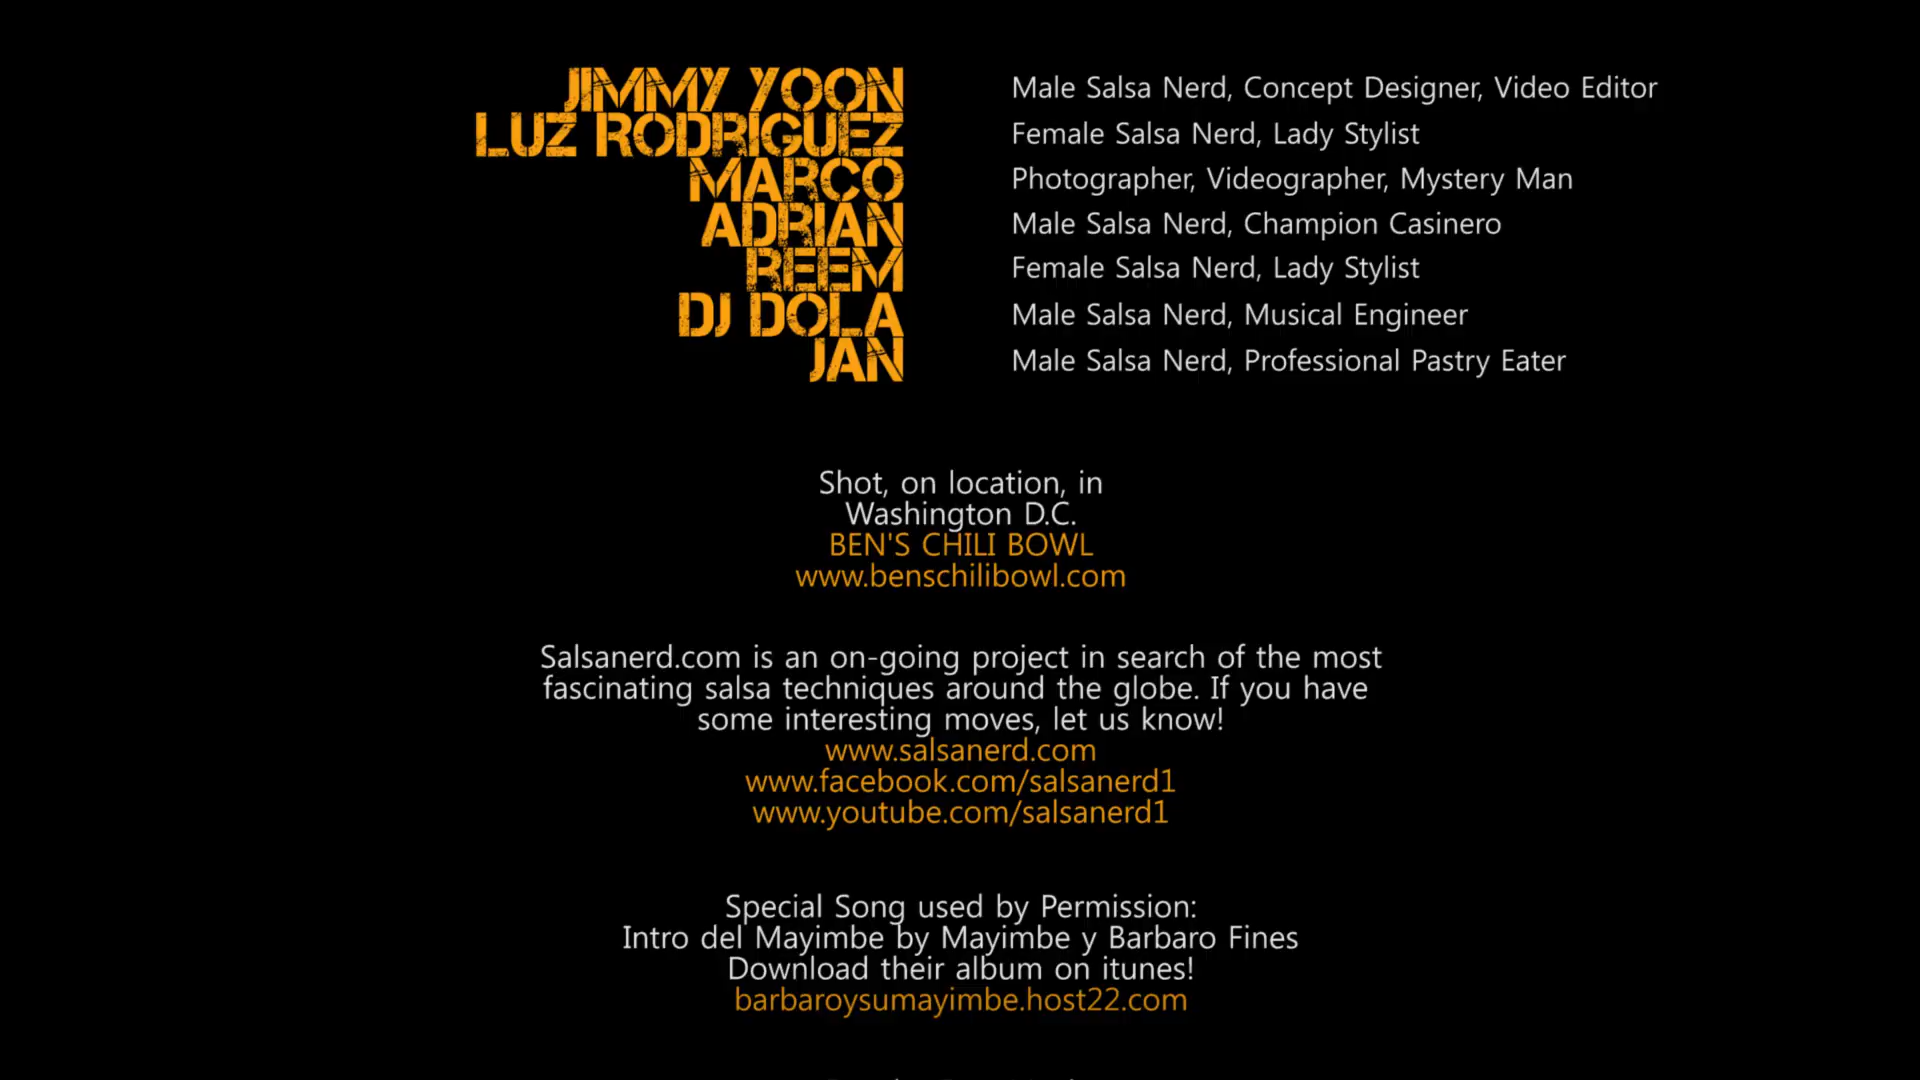 JIMMY YOON Male Salsa Nerd, Concept Designer, Video Editor
LUZ RODRIGUEZ Female Salsa Nerd, Lady Stylist
MARCO Photographer, Videographer, Mystery Man
ADRIAN Male Salsa Nerd, Champion Casinero
REEM Female Salsa Nerd, Lady Stylist
DJ DOLA Male Salsa Nerd, Musical Engineer
JAN Male Salsa Nerd, Professional Pastry Eater
Shot, on location, in
Washington D.C.
BEN'S CHILI BOWL
www.benschilibowl.com
Salsanerd.com is an on-going project in search of the most
fascinating salsa techniques around the globe. If you have
some interesting moves, let us know!
www.salsanerd.com
www.facebook.com/salsanerd1
www.youtube.com/salsanerd1
Special Song used by Permission:
Intro del Mayimbe by Mayimbe y Barbaro Fines
Download their album on itunes!
barbaroysumayimbe.host22.com